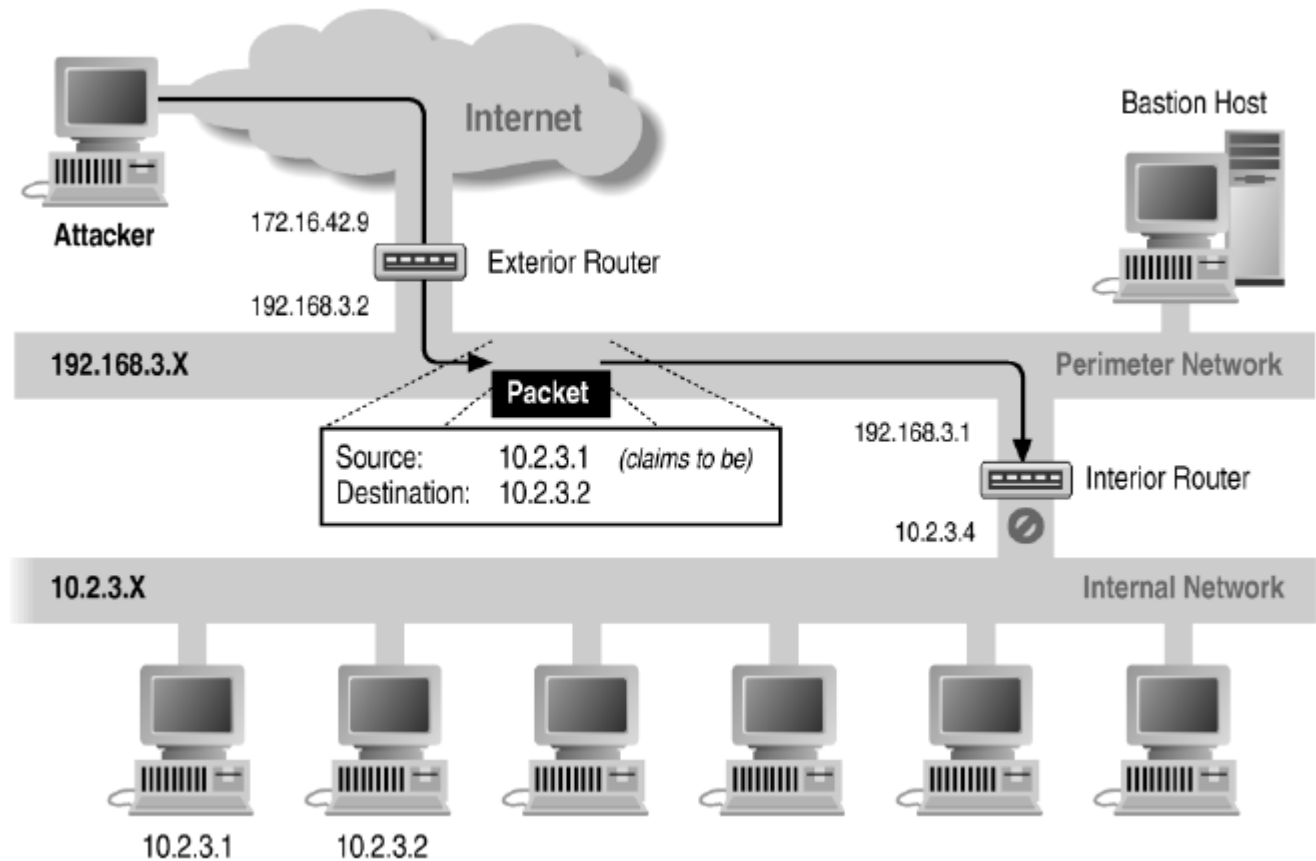 Internet
Bastion Host
Attacker
172.16.42.9
Exterior Router
192.168.3.2
192.168.3.X
Perimeter Network
Packet
Source: 10.2.3.1 (claims to be)
Destination: 10.2.3.2
192.168.3.1
Interior Router
10.2.3.4
10.2.3.X
Internal Network
10.2.3.1
10.2.3.2